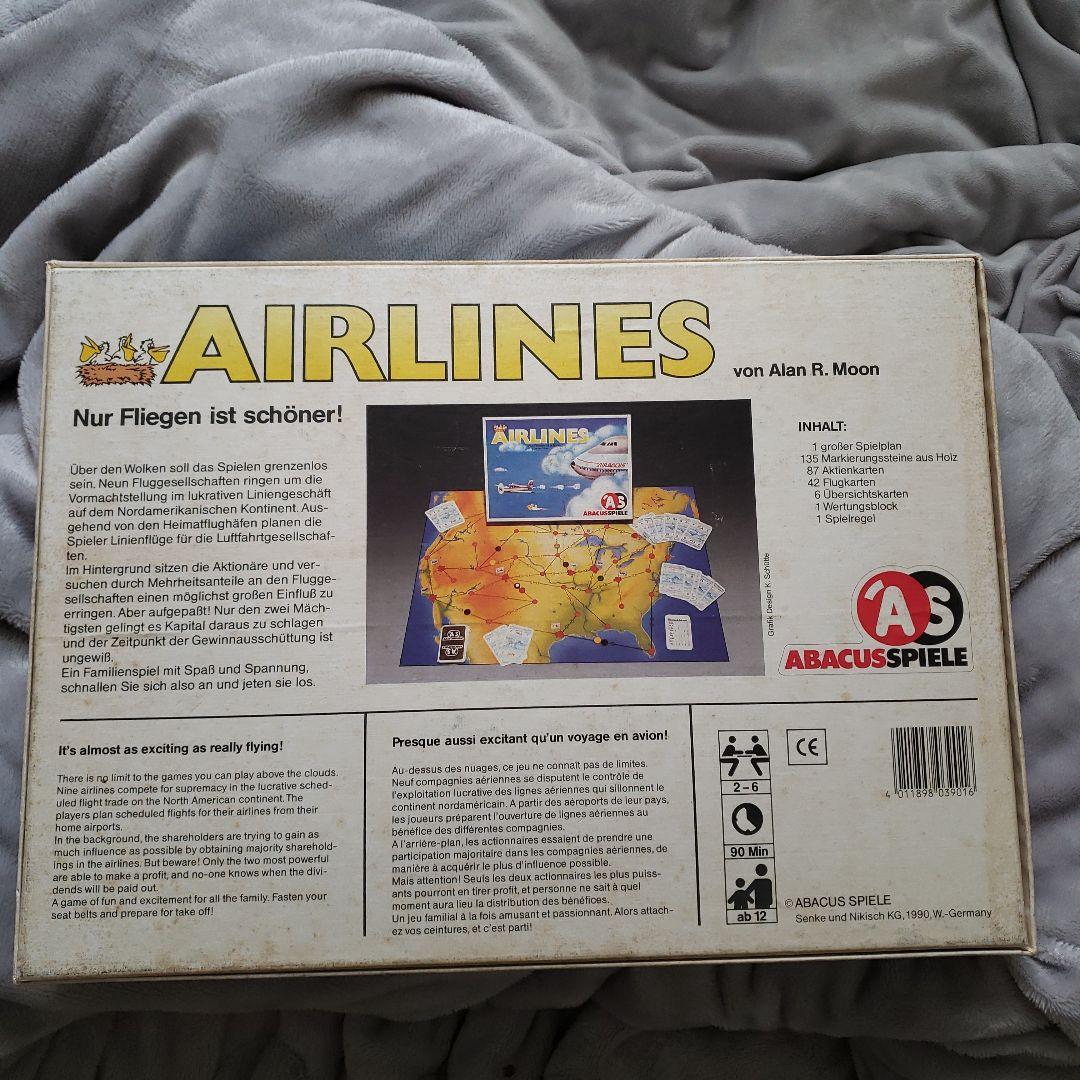 AIRLINES
von Alan R. Moon
Nur Fliegen ist schöner!
Über den Wolken soll das Spielen grenzenlos
sein. Neun Fluggesellschaften ringen um die
Vormachtstellung im lukrativen Liniengeschäft
auf dem Nordamerikanischen Kontinent. Aus-
gehend von den Heimatflughäfen planen die
Spieler Linienflüge für die Luftfahrtgesellschaf-
ten.
Im Hintergrund sitzen die Aktionäre und ver-
suchen durch Mehrheitsanteile an den Flugge-
sellschaften einen möglichst großen Einfluß zu
erringen. Aber aufgepaßt! Nur den zwei Mäch-
tigsten gelingt es Kapital daraus zu schlagen
und der Zeitpunkt der Gewinnausschüttung ist
ungewiß.
Ein Familienspiel mit Spaß und Spannung,
schnallen Sie sich also an und jeten sie los.
AIRLINES
ABACUS
AS
ABACUSSPIELE
Grafik Design K. Schütte
INHALT:
1 großer Spielplan
135 Markierungssteine aus Holz
87 Aktienkarten
42 Flugkarten
6 Übersichtskarten
1 Wertungsblock
1 Spielregel
AS
ABACUSSPIELE
It's almost as exciting as really flying!
There is no limit to the games you can play above the clouds.
Nine airlines compete for supremacy in the lucrative sched-
uled flight trade on the North American continent. The
players plan scheduled flights for their airlines from their
home airports.
In the background, the shareholders are trying to gain as
much influence as possible by obtaining majority sharehold-
ings in the airlines. But beware! Only the two most powerful
are able to make a profit, and no-one knows when the divi-
dends will be paid out.
A game of fun and excitement for all the family. Fasten your
seat belts and prepare for take off!
Presque aussi excitant qu'un voyage en avion!
Au-dessus des nuages, ce jeu ne connaît pas de limites.
Neuf compagnies aériennes se disputent le contrôle de
l'exploitation lucrative des lignes aériennes qui sillonnent le
continent nordaméricain. A partir des aéroports de leur pays,
les joueurs préparent l'ouverture de lignes aériennes au
bénéfice des différentes compagnies.
A l'arrière-plan, les actionnaires essaient de prendre une
participation majoritaire dans les compagnies aériennes, de
manière à acquérir le plus d'influence possible.
Mais attention! Seuls les deux actionnaires les plus puiss-
ants pourront en tirer profit, et personne ne sait à quel
moment aura lieu la distribution des bénéfices.
Un jeu familial à la fois amusant et passionnant. Alors attach-
ez vos ceintures, et c'est parti!
2–6
90 Min
ab 12
CE
4 011898 039016
© ABACUS SPIELE
Senke und Nikisch KG, 1990, W.-Germany